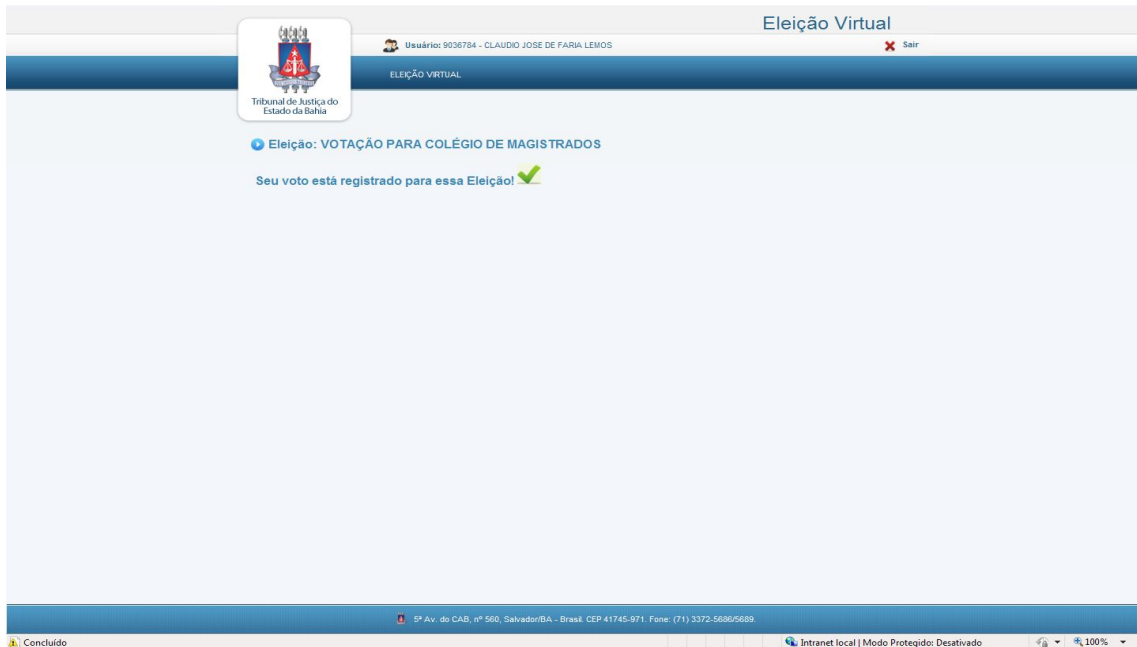 Eleição Virtual
Usuário: 9036784 - CLAUDIO JOSE DE FARIA LEMOS
Sair
ELEIÇÃO VIRTUAL
Tribunal de Justiça do
Estado da Bahia
Eleição: VOTAÇÃO PARA COLÉGIO DE MAGISTRADOS
Seu voto está registrado para essa Eleição!
5ª Av. do CAB, nº 560, Salvador/BA - Brasil. CEP 41745-971. Fone: (71) 3372-5686/5689.
Concluído
Intranet local | Modo Protegido: Desativado
100%